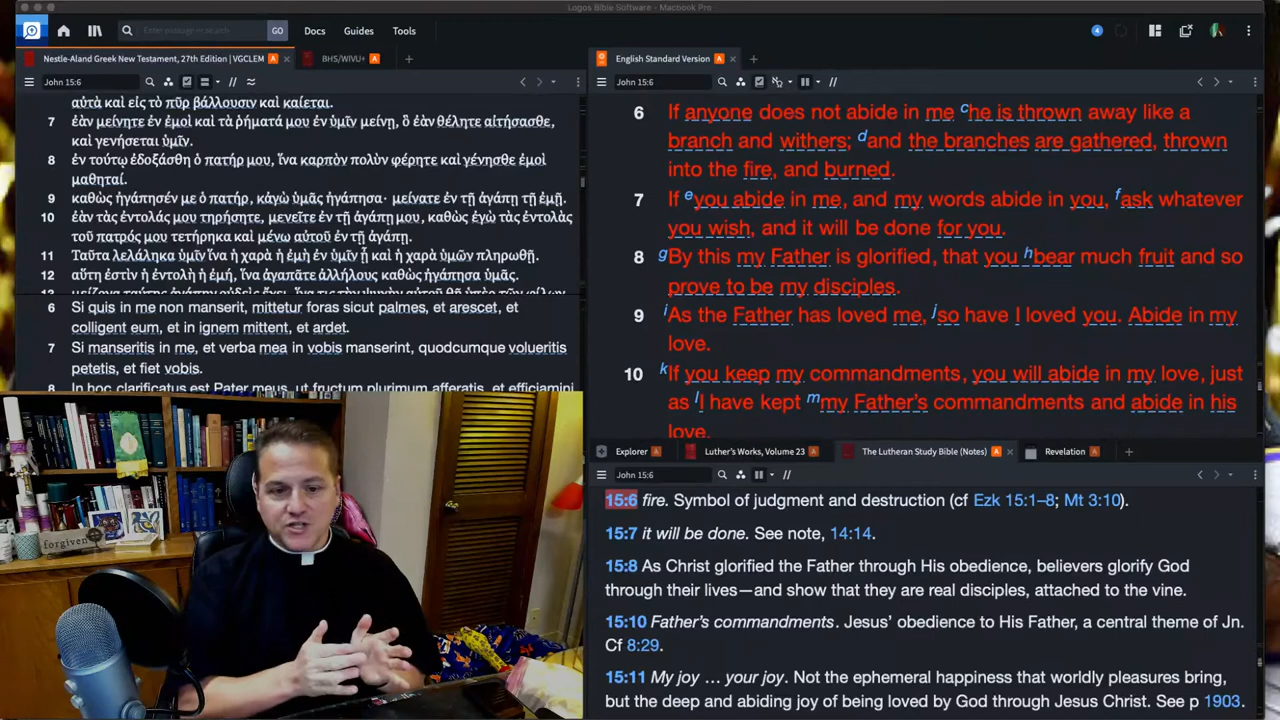 Logos Bible Software - Macbook Pro
Enter passage or search
GO
Docs
Guides
Tools
4
Nestle-Aland Greek New Testament, 27th Edition | VGCLEM A
BHS/WIVU+ A
John 15:6
αὐτὰ καὶ εἰς τὸ πῦρ βάλλουσιν καὶ καίεται.
7 ἐὰν μείνητε ἐν ἐμοὶ καὶ τὰ ῥήματά μου ἐν ὑμῖν μείνῃ, ὃ ἐὰν θέλητε αἰτήσασθε,
καὶ γενήσεται ὑμῖν.
8 ἐν τούτῳ ἐδοξάσθη ὁ πατήρ μου, ἵνα καρπὸν πολὺν φέρητε καὶ γένησθε ἐμοὶ
μαθηταί.
9 καθὼς ἠγάπησέν με ὁ πατήρ, κἀγὼ ὑμᾶς ἠγάπησα· μείνατε ἐν τῇ ἀγάπῃ τῇ ἐμῇ.
10 ἐὰν τὰς ἐντολάς μου τηρήσητε, μενεῖτε ἐν τῇ ἀγάπῃ μου, καθὼς ἐγὼ τὰς ἐντολὰς
τοῦ πατρός μου τετήρηκα καὶ μένω αὐτοῦ ἐν τῇ ἀγάπῃ.
11 Ταῦτα λελάληκα ὑμῖν ἵνα ἡ χαρὰ ἡ ἐμὴ ἐν ὑμῖν ᾖ καὶ ἡ χαρὰ ὑμῶν πληρωθῇ.
12 αὕτη ἐστὶν ἡ ἐντολὴ ἡ ἐμή, ἵνα ἀγαπᾶτε ἀλλήλους καθὼς ἠγάπησα ὑμᾶς.
6 Si quis in me non manserit, mittetur foras sicut palmes, et arescet, et
colligent eum, et in ignem mittent, et ardet.
7 Si manseritis in me, et verba mea in vobis manserint, quodcumque volueritis
petetis, et fiet vobis.
8 In hoc clarificatus est Pater meus, ut fructum plurimum afferatis, et efficiamini
forgiven
English Standard Version A
John 15:6
6 If anyone does not abide in me c he is thrown away like a
branch and withers; d and the branches are gathered, thrown
into the fire, and burned.
7 If e you abide in me, and my words abide in you, f ask whatever
you wish, and it will be done for you.
8 g By this my Father is glorified, that you h bear much fruit and so
prove to be my disciples.
9 i As the Father has loved me, j so have I loved you. Abide in my
love.
10 k If you keep my commandments, you will abide in my love, just
as l I have kept m my Father's commandments and abide in his
love.
Explorer
Luther's Works, Volume 23 A
The Lutheran Study Bible (Notes) A
Revelation A
John 15:6
15:6 fire. Symbol of judgment and destruction (cf Ezk 15:1–8; Mt 3:10).
15:7 it will be done. See note, 14:14.
15:8 As Christ glorified the Father through His obedience, believers glorify God
through their lives—and show that they are real disciples, attached to the vine.
15:10 Father's commandments. Jesus' obedience to His Father, a central theme of Jn.
Cf 8:29.
15:11 My joy … your joy. Not the ephemeral happiness that worldly pleasures bring,
but the deep and abiding joy of being loved by God through Jesus Christ. See p 1903.